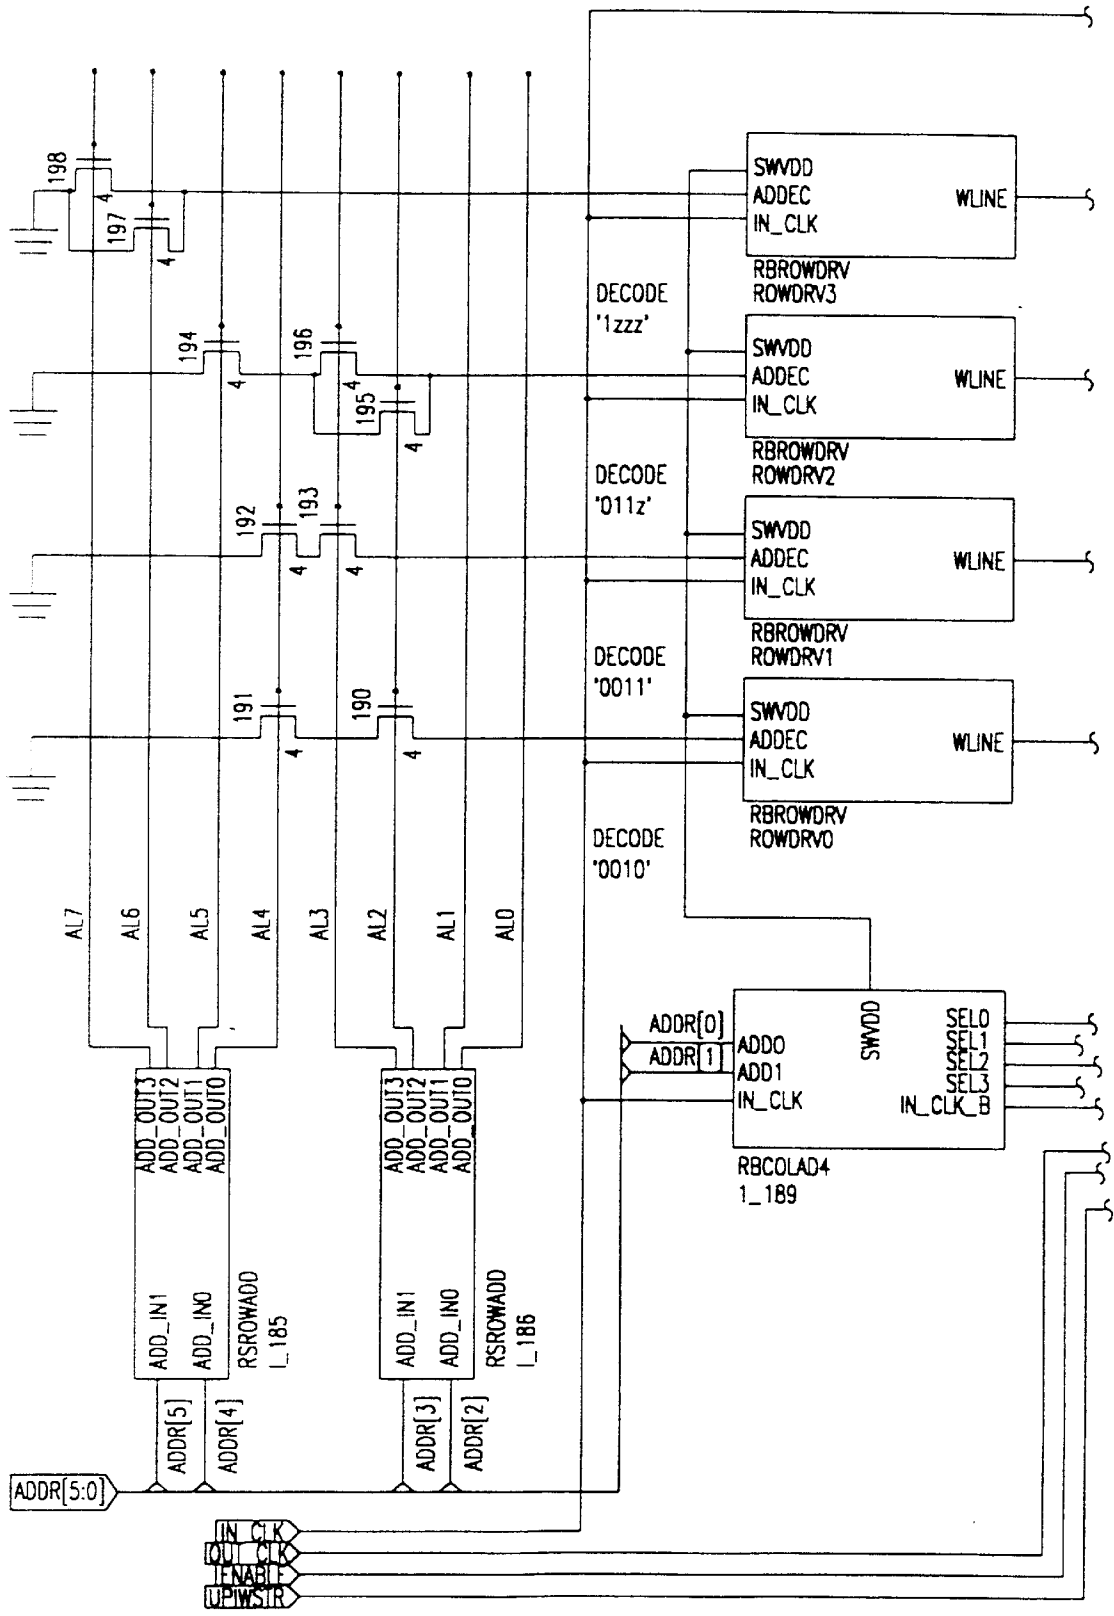 198
4
197
4
SWVDD
ADDEC
IN_CLK
WLINE
RBROWDRV
ROWDRV3
DECODE
'1zzz'
194
4
196
4
195
4
SWVDD
ADDEC
IN_CLK
WLINE
RBROWDRV
ROWDRV2
DECODE
'011z'
192
4
193
4
SWVDD
ADDEC
IN_CLK
WLINE
RBROWDRV
ROWDRV1
DECODE
'0011'
191
4
190
4
SWVDD
ADDEC
IN_CLK
WLINE
RBROWDRV
ROWDRV0
DECODE
'0010'
AL7
AL6
AL5
AL4
AL3
AL2
AL1
AL0
ADD_OUT3
ADD_OUT2
ADD_OUT1
ADD_OUT0
ADD_IN1
ADD_IN0
RSROWADD
I_185
ADD_OUT3
ADD_OUT2
ADD_OUT1
ADD_OUT0
ADD_IN1
ADD_IN0
RSROWADD
I_186
ADDR[0]
ADDR[1]
ADD0
ADD1
IN_CLK
SWVDD
SEL0
SEL1
SEL2
SEL3
IN_CLK_B
RBCOLAD4
1_189
ADDR[5]
ADDR[4]
ADDR[3]
ADDR[2]
ADDR[5:0]
IN_CLK
OUT_CLK
ENABLE
UPIWSTR